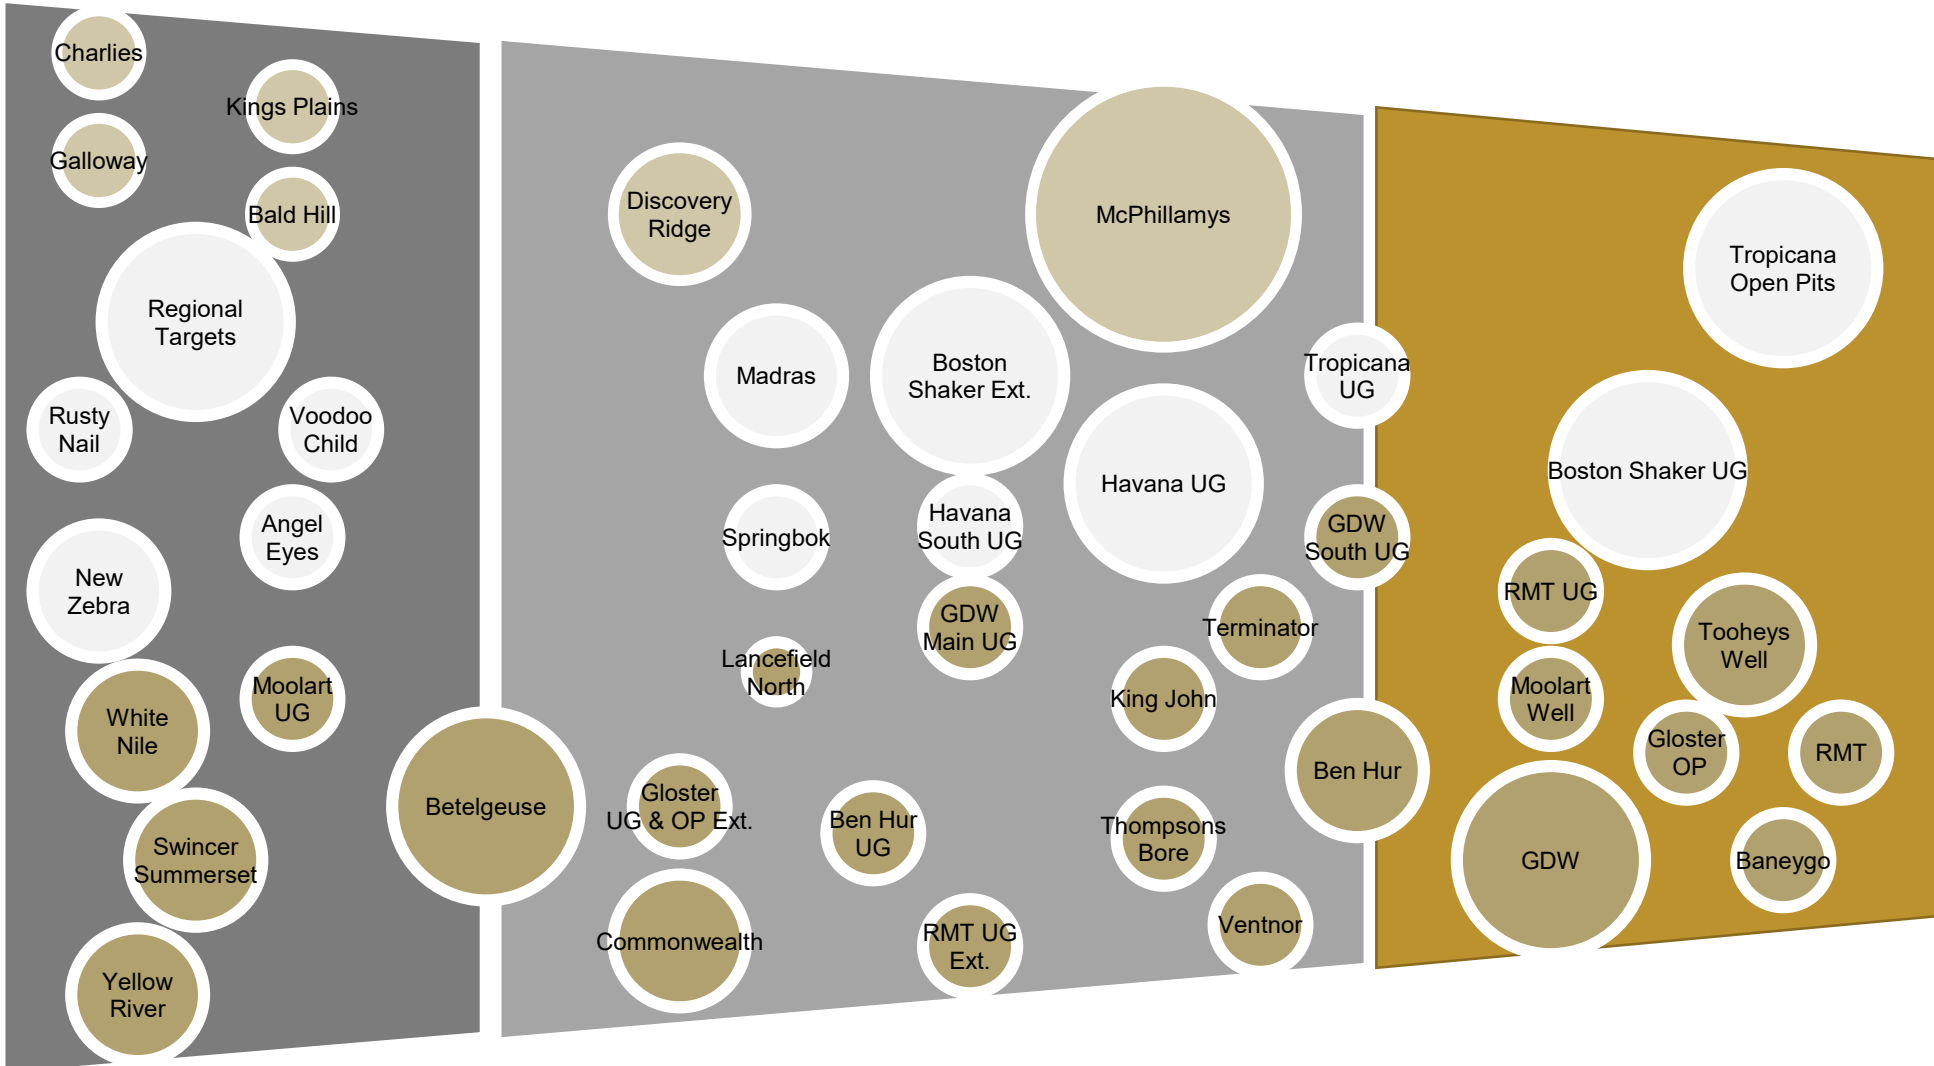 Charlies
Kings Plains
Galloway
Bald Hill
Regional
Targets
Rusty
Nail
Voodoo
Child
Angel
Eyes
New
Zebra
White
Nile
Moolart
UG
Swincer
Summerset
Yellow
River
Betelgeuse
Discovery
Ridge
McPhillamys
Madras
Boston
Shaker Ext.
Havana UG
Springbok
Havana
South UG
GDW
Main UG
Lancefield
North
Terminator
King John
Gloster
UG & OP Ext.
Ben Hur
UG
Thompsons
Bore
Commonwealth
RMT UG
Ext.
Ventnor
Tropicana
UG
GDW
South UG
Ben Hur
Tropicana
Open Pits
Boston Shaker UG
RMT UG
Tooheys
Well
Moolart
Well
Gloster
OP
RMT
GDW
Baneygo